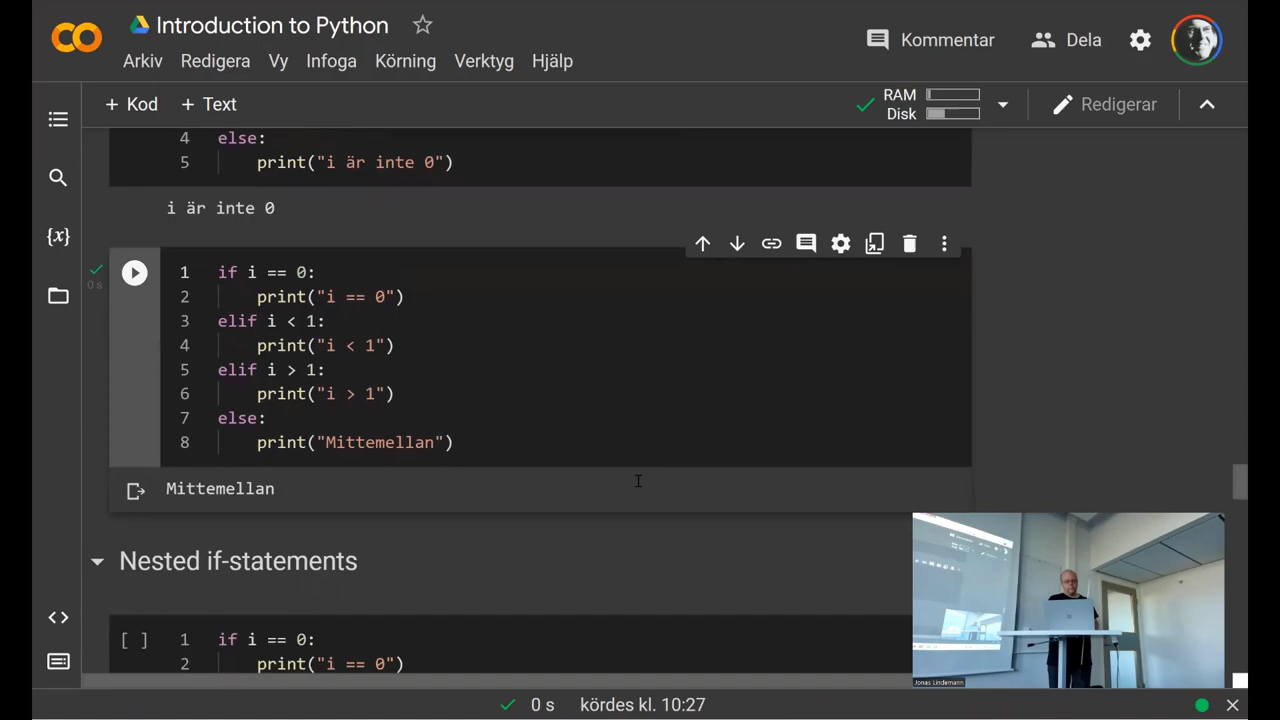 Introduction to Python
Arkiv Redigera Vy Infoga Körning Verktyg Hjälp
Kommentar Dela
+ Kod + Text
RAM
Disk
Redigerar
4 else:
5 print("i är inte 0")
i är inte 0
{x}
0 s
1 if i == 0:
2 print("i == 0")
3 elif i < 1:
4 print("i < 1")
5 elif i > 1:
6 print("i > 1")
7 else:
8 print("Mittemellan")
Mittemellan
Nested if-statements
[ ] 1 if i == 0:
2 print("i == 0")
Jonas Lindemann
0 s kördes kl. 10:27